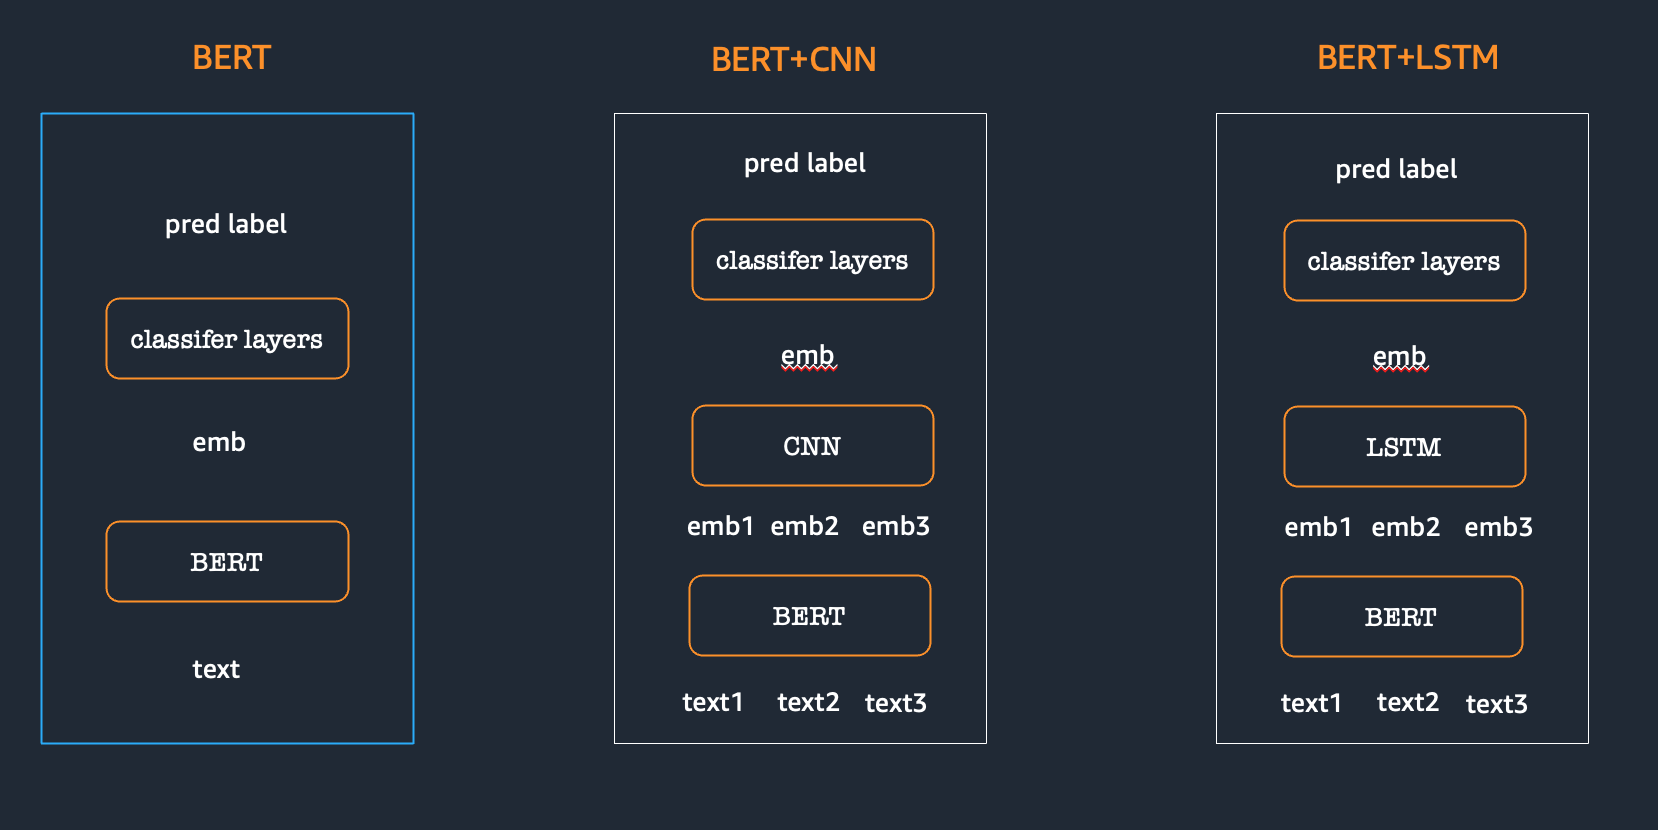 BERT
pred label
classifer layers
emb
BERT
text
BERT+CNN
pred label
classifer layers
emb
CNN
emb1 emb2 emb3
BERT
text1 text2 text3
BERT+LSTM
pred label
classifer layers
emb
LSTM
emb1 emb2 emb3
BERT
text1 text2 text3